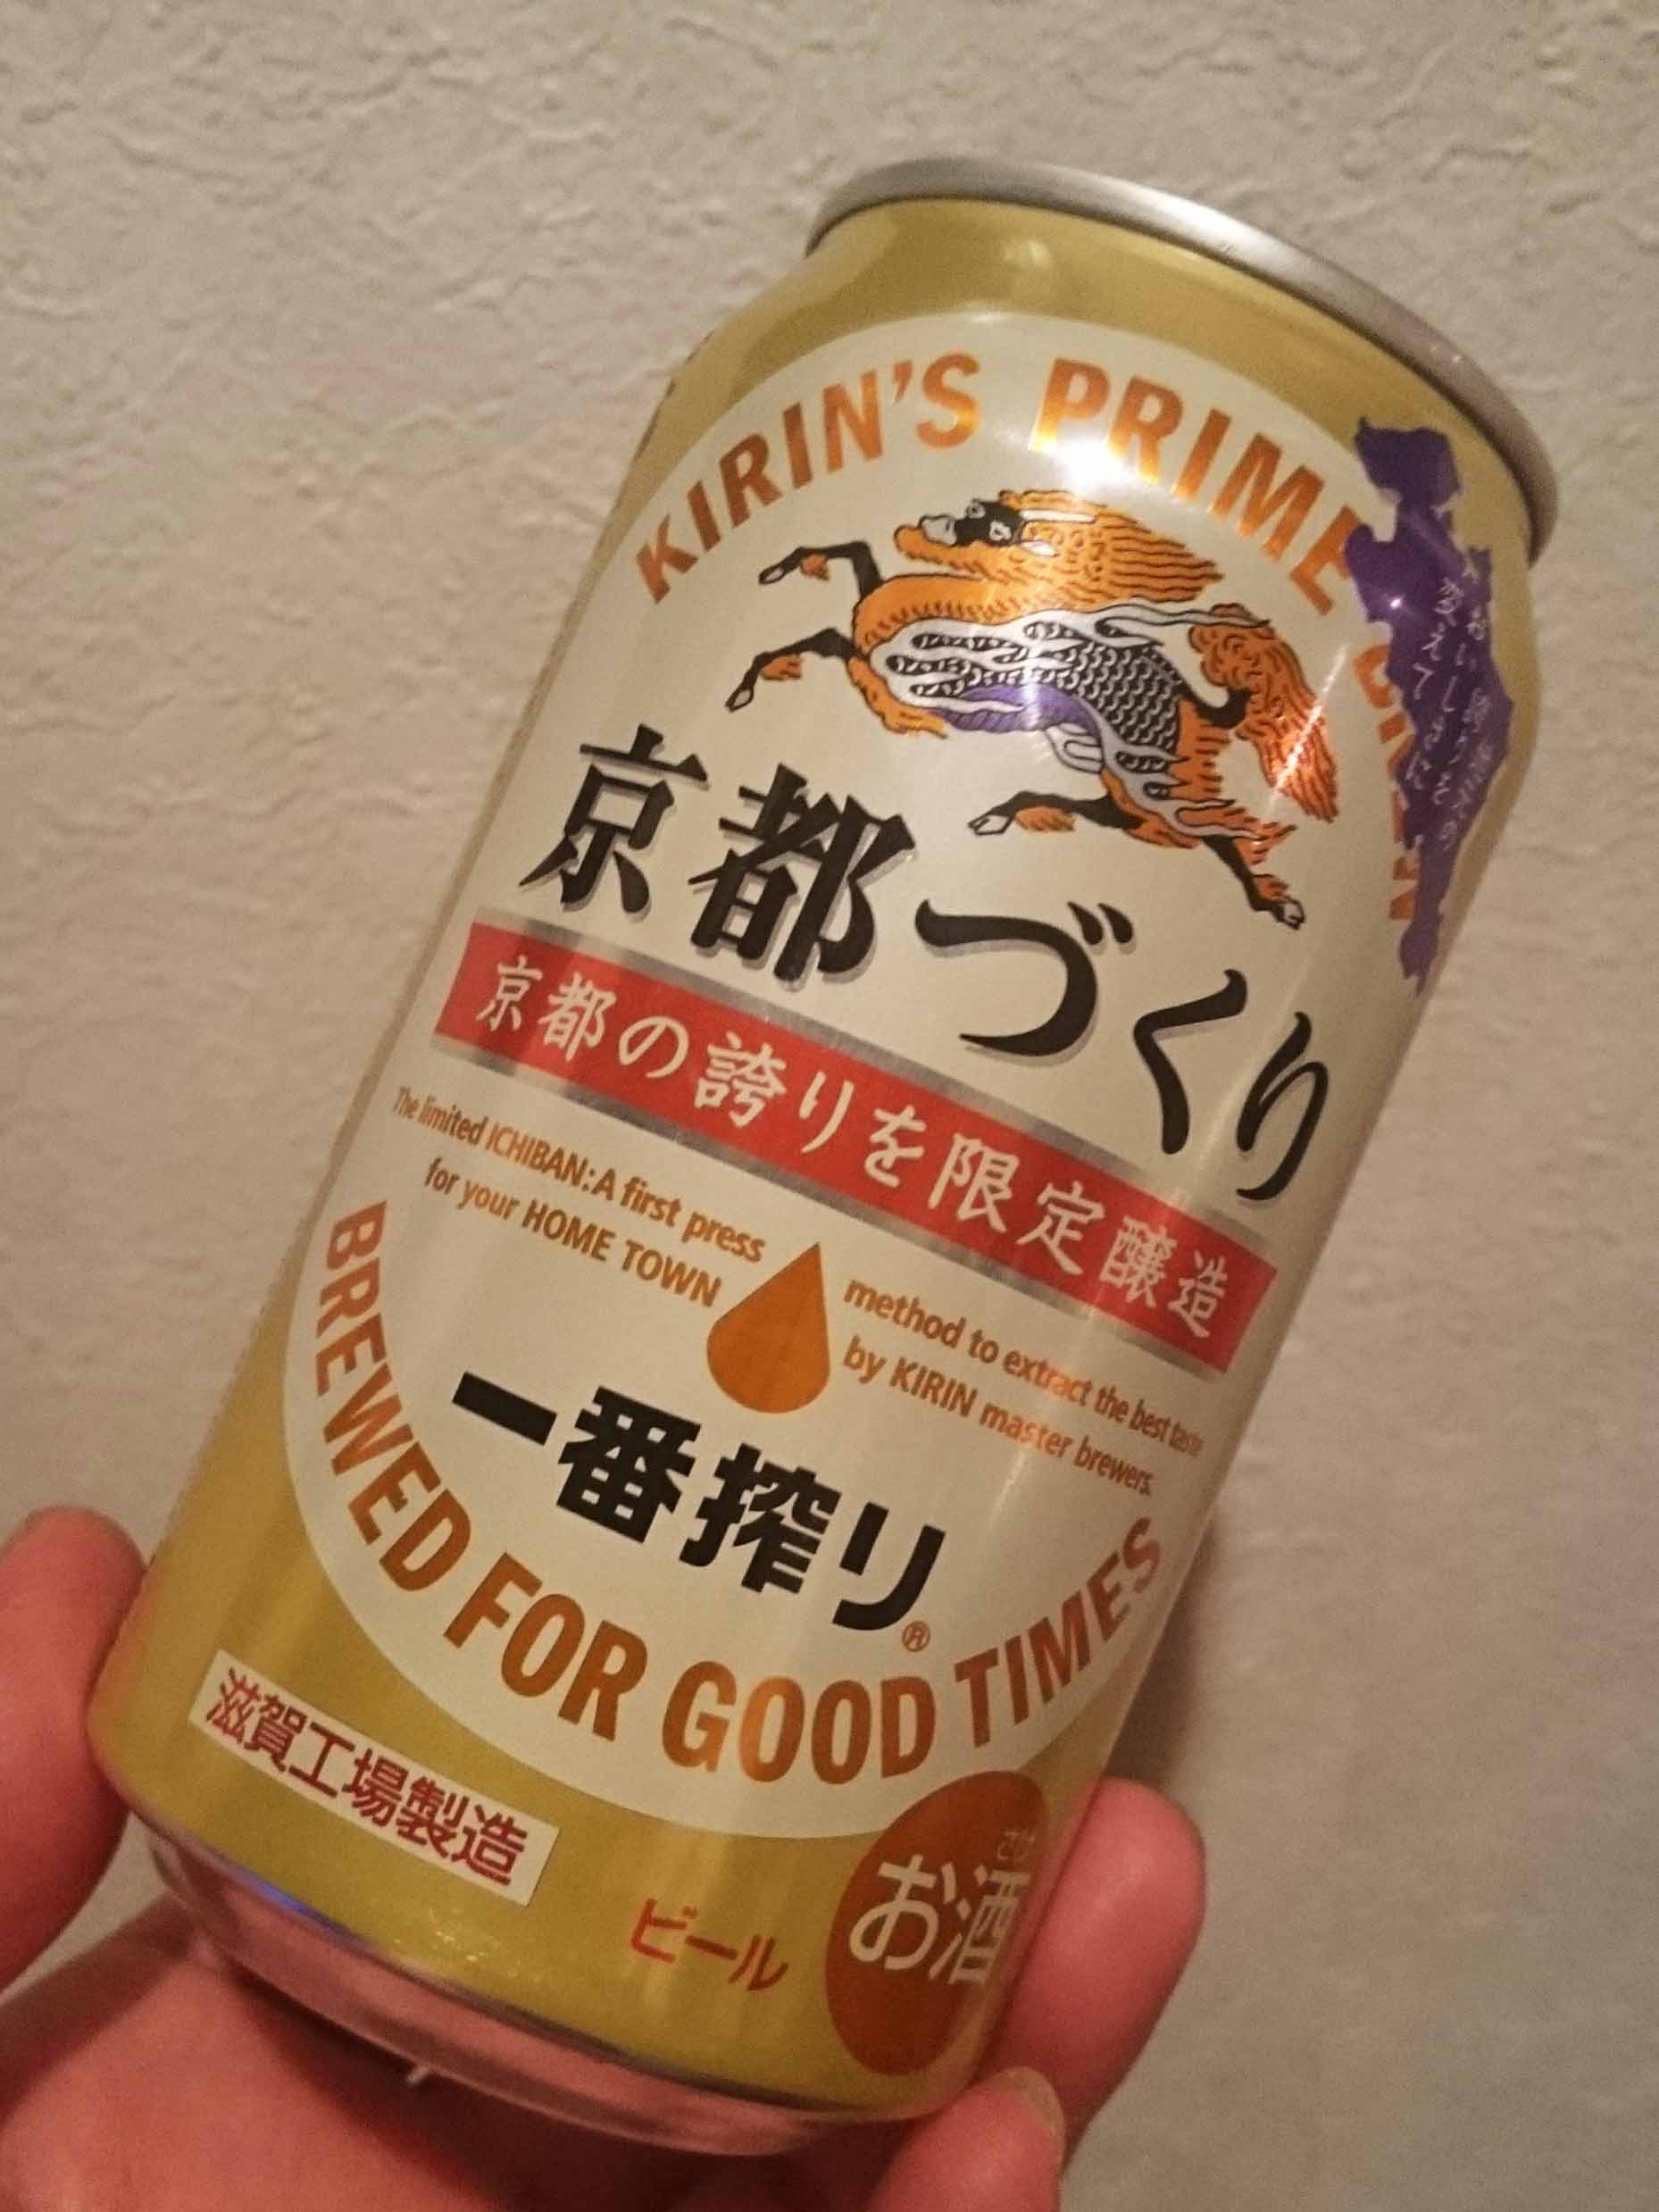 KIRIN'S PRIME
京都づくり
京都の誇りを限定醸造
The limited ICHIBAN: A first press
for your HOME TOWN
method to extract the best taste
by KIRIN master brewers.
一番搾り®
BREWED FOR GOOD TIMES
滋賀工場製造
ビール
お酒